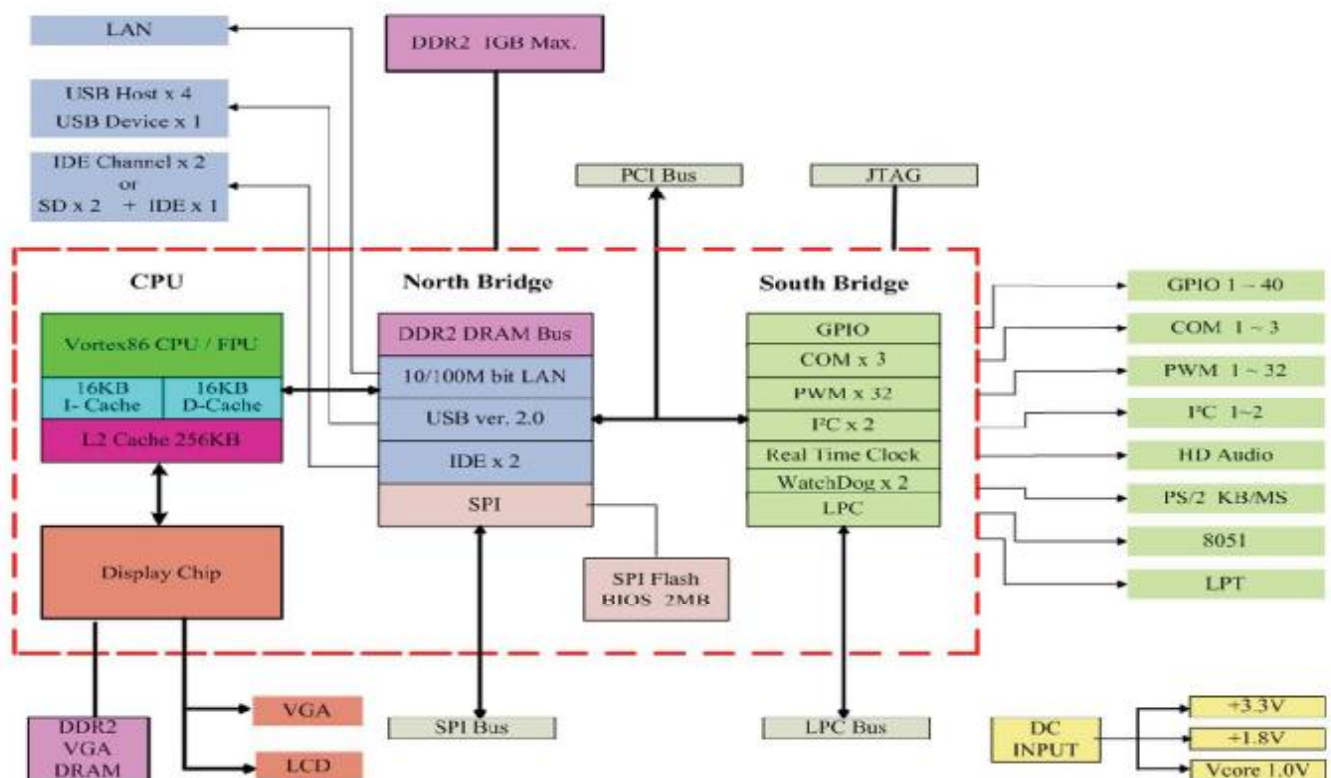 LAN
DDR2 1GB Max.
USB Host x 4
USB Device x 1
IDE Channel x 2
or
SD x 2 + IDE x 1
PCI Bus
JTAG
CPU
North Bridge
South Bridge
Vortex86 CPU / FPU
16KB
I- Cache
16KB
D-Cache
L2 Cache 256KB
Display Chip
DDR2 DRAM Bus
10/100M bit LAN
USB ver. 2.0
IDE x 2
SPI
SPI Flash
BIOS 2MB
GPIO
COM x 3
PWM x 32
I²C x 2
Real Time Clock
WatchDog x 2
LPC
GPIO 1 ~ 40
COM 1 ~ 3
PWM 1 ~ 32
I²C 1~2
HD Audio
PS/2 KB/MS
8051
LPT
DDR2
VGA
DRAM
VGA
LCD
SPI Bus
LPC Bus
DC
INPUT
+3.3V
+1.8V
Vcore 1.0V